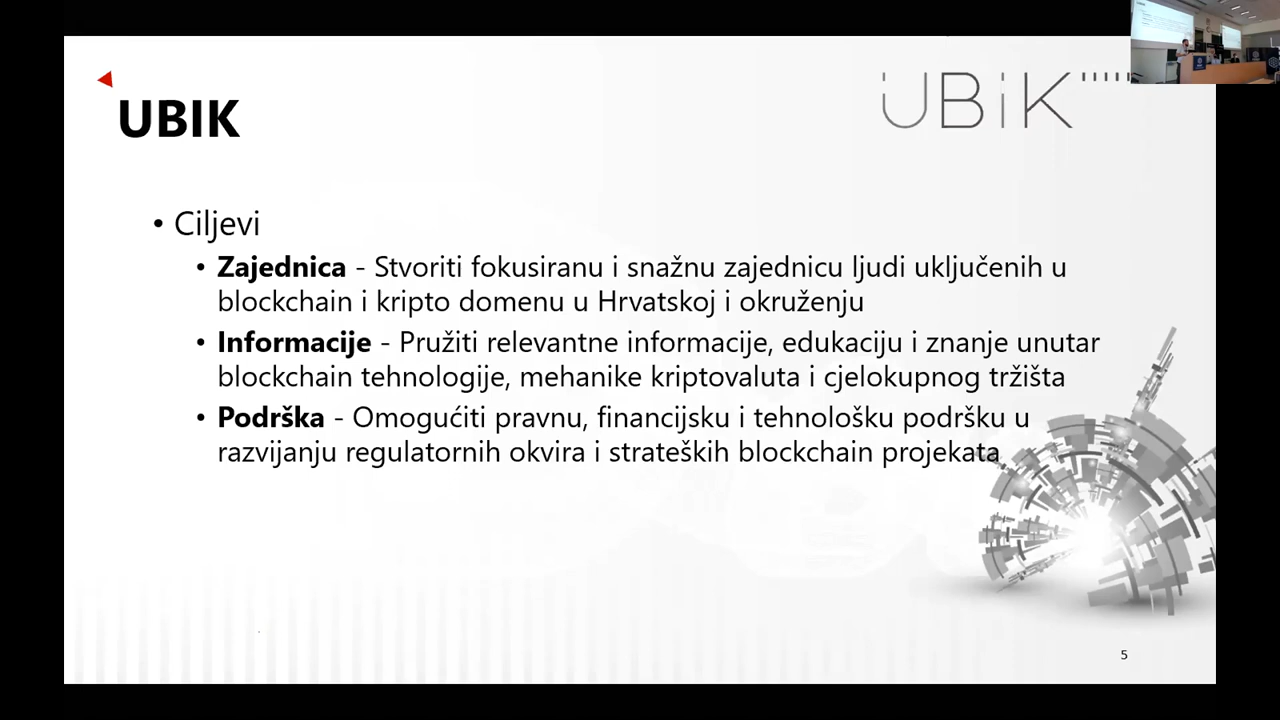 UBIK
UBiK
• Ciljevi
• Zajednica - Stvoriti fokusiranu i snažnu zajednicu ljudi uključenih u
blockchain i kripto domenu u Hrvatskoj i okruženju
• Informacije - Pružiti relevantne informacije, edukaciju i znanje unutar
blockchain tehnologije, mehanike kriptovaluta i cjelokupnog tržišta
• Podrška - Omogućiti pravnu, financijsku i tehnološku podršku u
razvijanju regulatornih okvira i strateških blockchain projekata
5